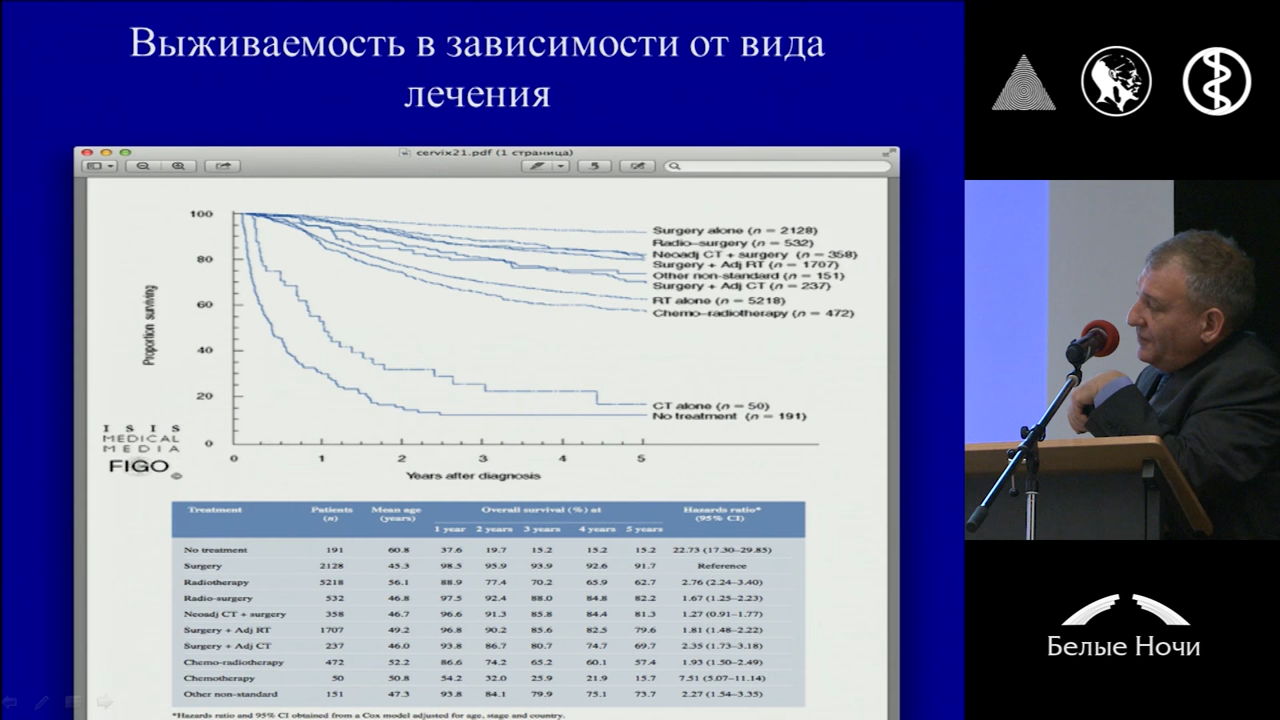 Выживаемость в зависимости от вида
лечения
cervix21.pdf (1 страница)
100
80
60
40
20
0
Proportion surviving
Surgery alone (n = 2128)
Radio–surgery (n = 532)
Neoadj CT + surgery (n = 358)
Surgery + Adj RT (n = 1707)
Other non-standard (n = 151)
Surgery + Adj CT (n = 237)
RT alone (n = 5218)
Chemo–radiotherapy (n = 472)
CT alone (n = 50)
No treatment (n = 191)
0 1 2 3 4 5
Years after diagnosis
I S I S
MEDICAL
MEDIA
FIGO ©
Treatment Patients (n) Mean age (years) Overall survival (%) at Hazards ratio* (95% CI)
1 year 2 years 3 years 4 years 5 years
No treatment 191 60.8 37.6 19.7 15.2 15.2 15.2 22.73 (17.30–29.85)
Surgery 2128 45.3 98.5 95.9 93.9 92.6 91.7 Reference
Radiotherapy 5218 56.1 88.9 77.4 70.2 65.9 62.7 2.76 (2.24–3.40)
Radio-surgery 532 46.8 97.5 92.4 88.0 84.8 82.2 1.67 (1.25–2.23)
Neoadj CT + surgery 358 46.7 96.6 91.3 85.8 84.4 81.3 1.27 (0.91–1.77)
Surgery + Adj RT 1707 49.2 96.8 90.2 85.6 82.5 79.6 1.81 (1.48–2.22)
Surgery + Adj CT 237 46.0 93.8 86.7 80.7 74.7 69.7 2.35 (1.73–3.18)
Chemo-radiotherapy 472 52.2 86.6 74.2 65.2 60.1 57.4 1.93 (1.50–2.49)
Chemotherapy 50 50.8 54.2 32.0 25.9 21.9 15.7 7.51 (5.07–11.14)
Other non-standard 151 47.3 93.8 84.1 79.9 75.1 73.7 2.27 (1.54–3.35)
*Hazards ratio and 95% CI obtained from a Cox model adjusted for age, stage and country.
Белые Ночи